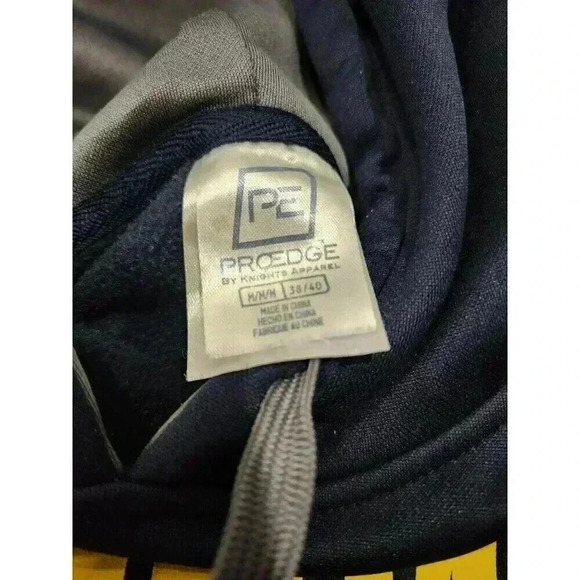 PE
PROEDGE
BY KNIGHTS APPAREL
M/M/M 38/40
MADE IN CHINA
HECHO EN CHINA
FABRIQUE AU CHINE